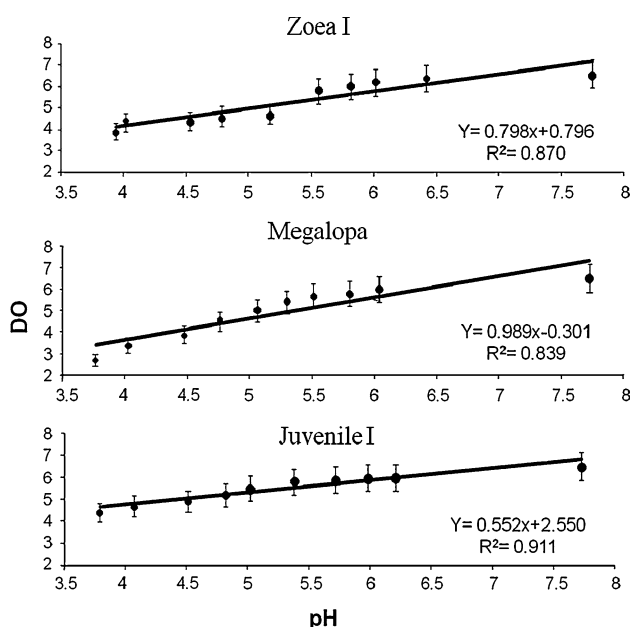 Zoea I
8
7
6
5
4
3
2
Y= 0.798x+0.796
R²= 0.870
3.5 4 4.5 5 5.5 6 6.5 7 7.5 8
Megalopa
8
7
6
5
4
3
2
Y= 0.989x-0.301
R²= 0.839
3.5 4 4.5 5 5.5 6 6.5 7 7.5 8
DO
Juvenile I
8
7
6
5
4
3
2
Y= 0.552x+2.550
R²= 0.911
3.5 4 4.5 5 5.5 6 6.5 7 7.5 8
pH